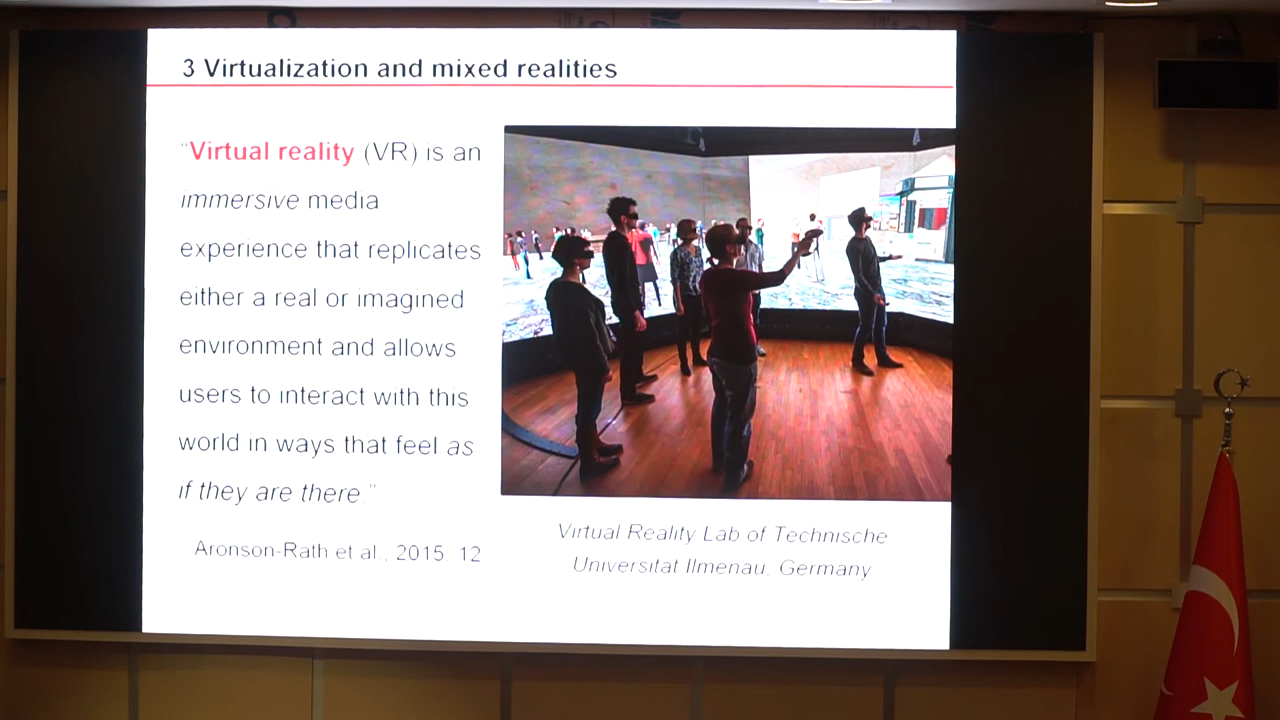 3 Virtualization and mixed realities
"Virtual reality (VR) is an
immersive media
experience that replicates
either a real or imagined
environment and allows
users to interact with this
world in ways that feel as
if they are there."
Aronson-Rath et al., 2015: 12
Virtual Reality Lab of Technische
Universität Ilmenau, Germany